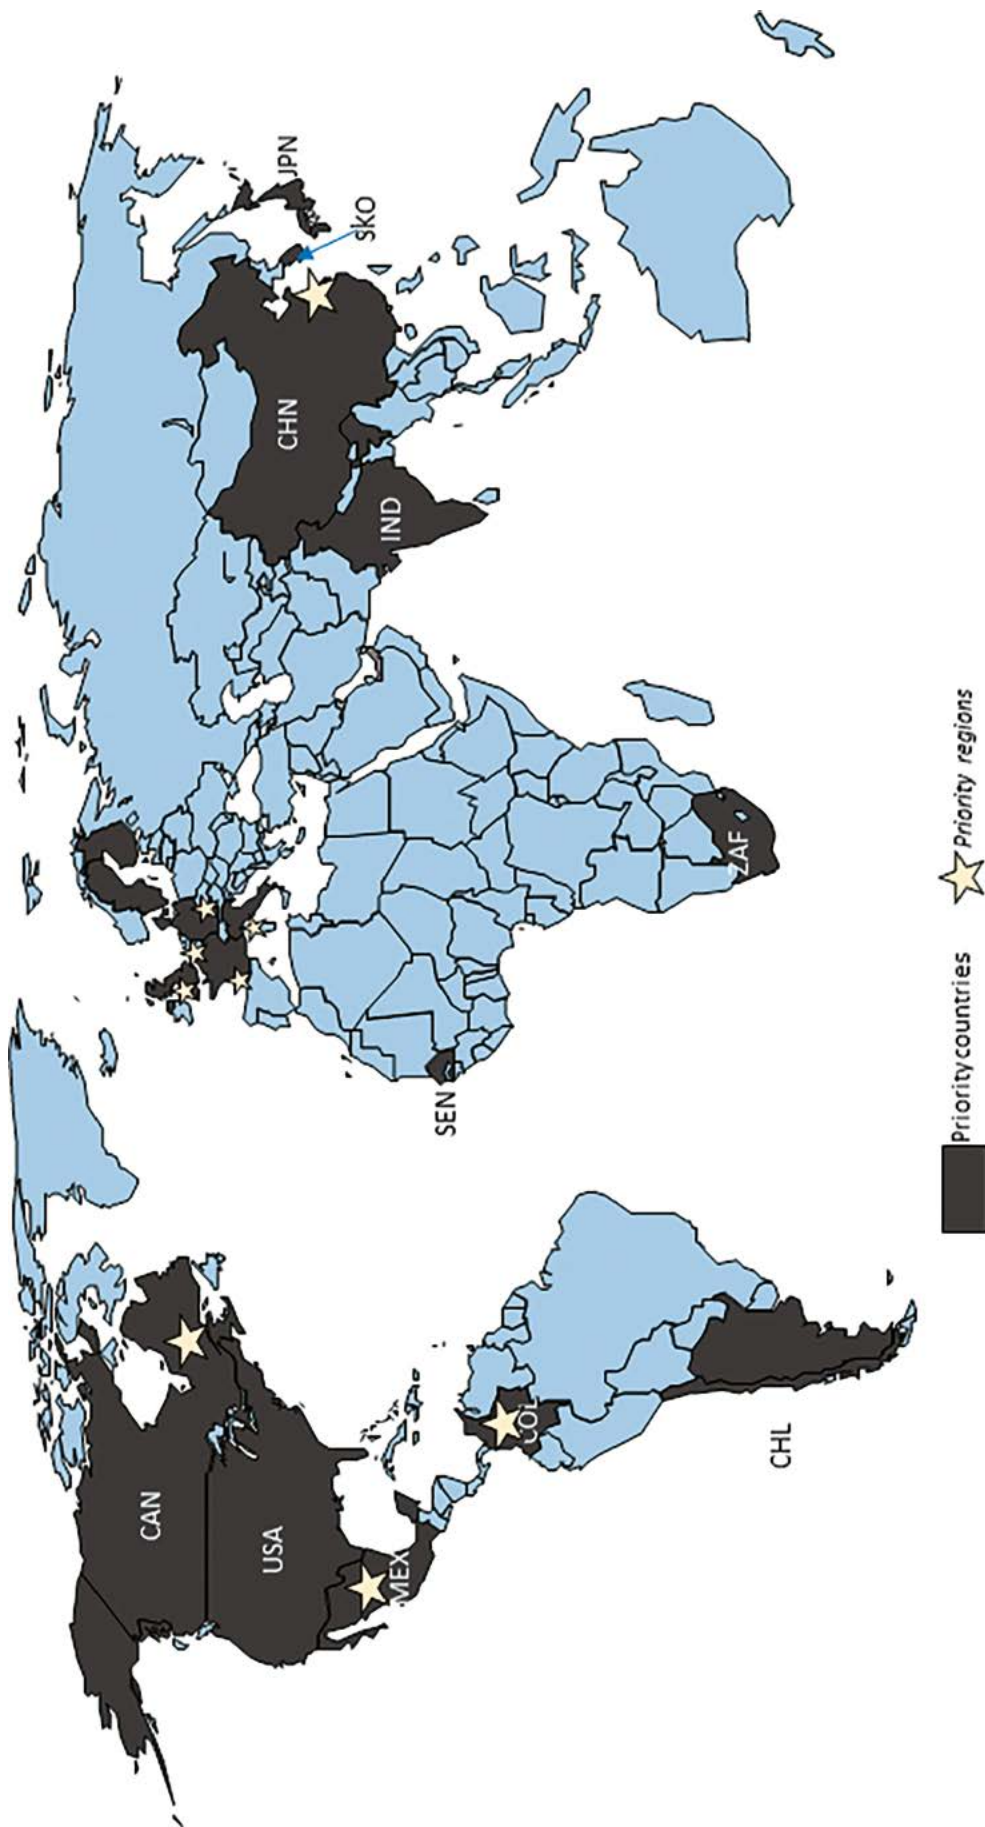 CAN
USA
MEX
COL
CHL
SEN
ZAF
IND
CHN
JPN
SKO
Priority countries
Priority regions